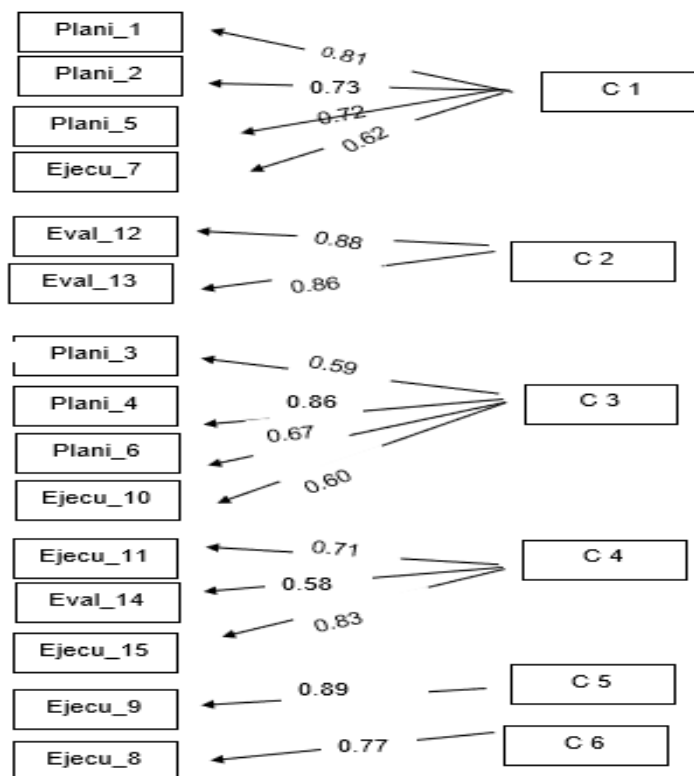 Plani_1
0.81
Plani_2
0.73
C 1
Plani_5
0.72
Ejecu_7
0.62
Eval_12
0.88
C 2
Eval_13
0.86
Plani_3
0.59
Plani_4
0.86
C 3
Plani_6
0.67
Ejecu_10
0.60
Ejecu_11
0.71
C 4
Eval_14
0.58
Ejecu_15
0.83
Ejecu_9
0.89
C 5
Ejecu_8
0.77
C 6